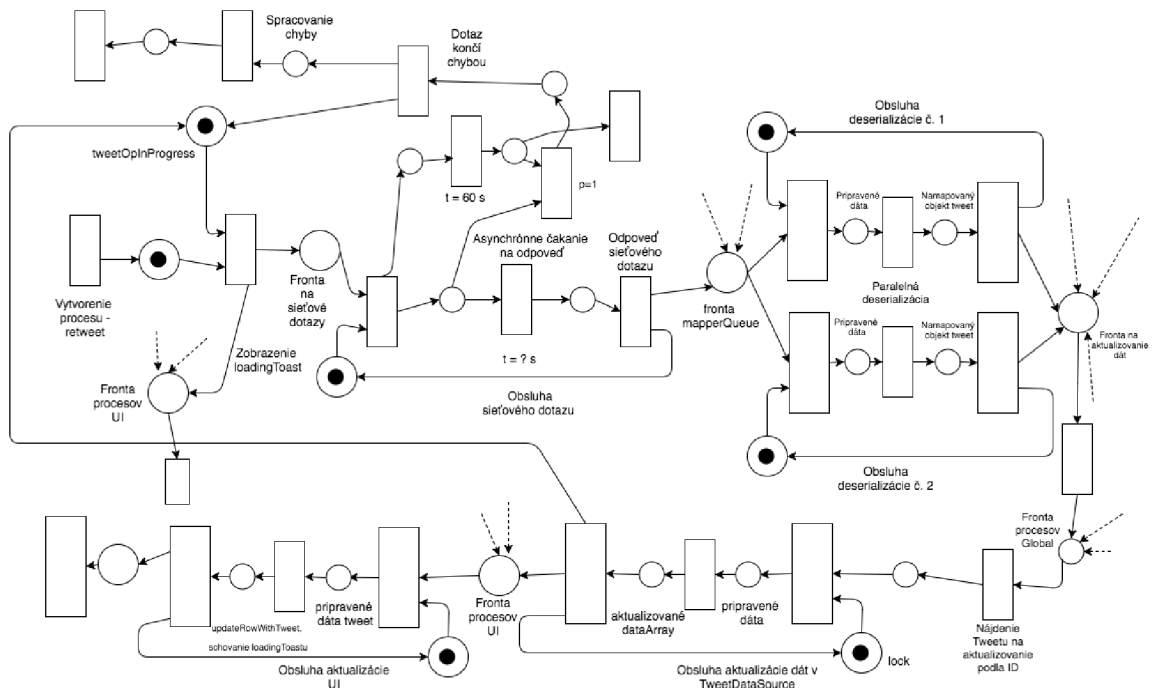 Spracovanie
chyby
Dotaz
končí
chybou
tweetOpInProgress
t = 60 s
p=1
Obsluha
deserializácie č. 1
Pripravené
dáta
Namapovaný
objekt tweet
Paralelná
deserializácia
Pripravené
dáta
Namapovaný
objekt tweet
Obsluha
deserializácie č. 2
Vytvorenie
procesu -
retweet
Fronta
na
sieťové
dotazy
Asynchrónne čakanie
na odpoveď
t = ? s
Odpoveď
sieťového
dotazu
Obsluha
sieťového dotazu
fronta
mapperQueue
Fronta na
aktualizovanie
dát
Zobrazenie
loadingToast
Fronta
procesov
UI
Fronta
procesov
Global
Nájdenie
Tweetu na
aktualizovanie
podla ID
lock
pripravené
dáta
aktualizované
dataArray
Obsluha aktualizácie dát v
TweetDataSource
Fronta
procesov
UI
pripravené
dáta tweet
updateRowWithTweet,
schovanie loadingToastu
Obsluha aktualizácie
UI